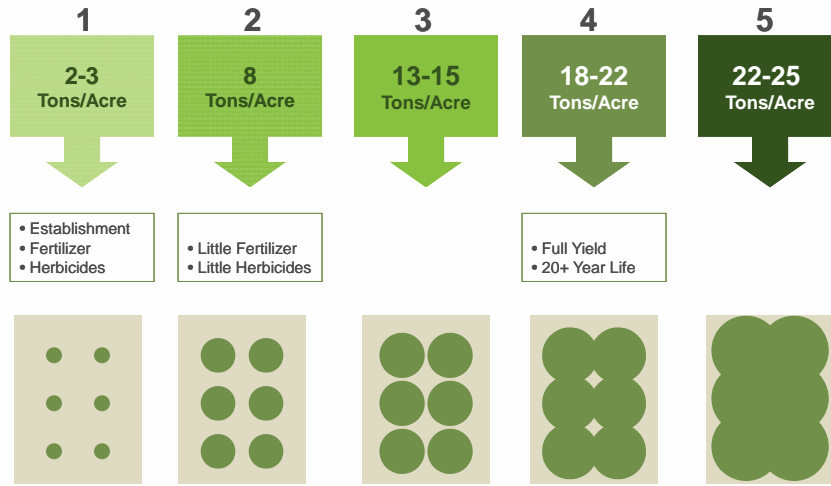 1
2
3
4
5
2-3
Tons/Acre
8
Tons/Acre
13-15
Tons/Acre
18-22
Tons/Acre
22-25
Tons/Acre
• Establishment
• Fertilizer
• Herbicides
• Little Fertilizer
• Little Herbicides
• Full Yield
• 20+ Year Life